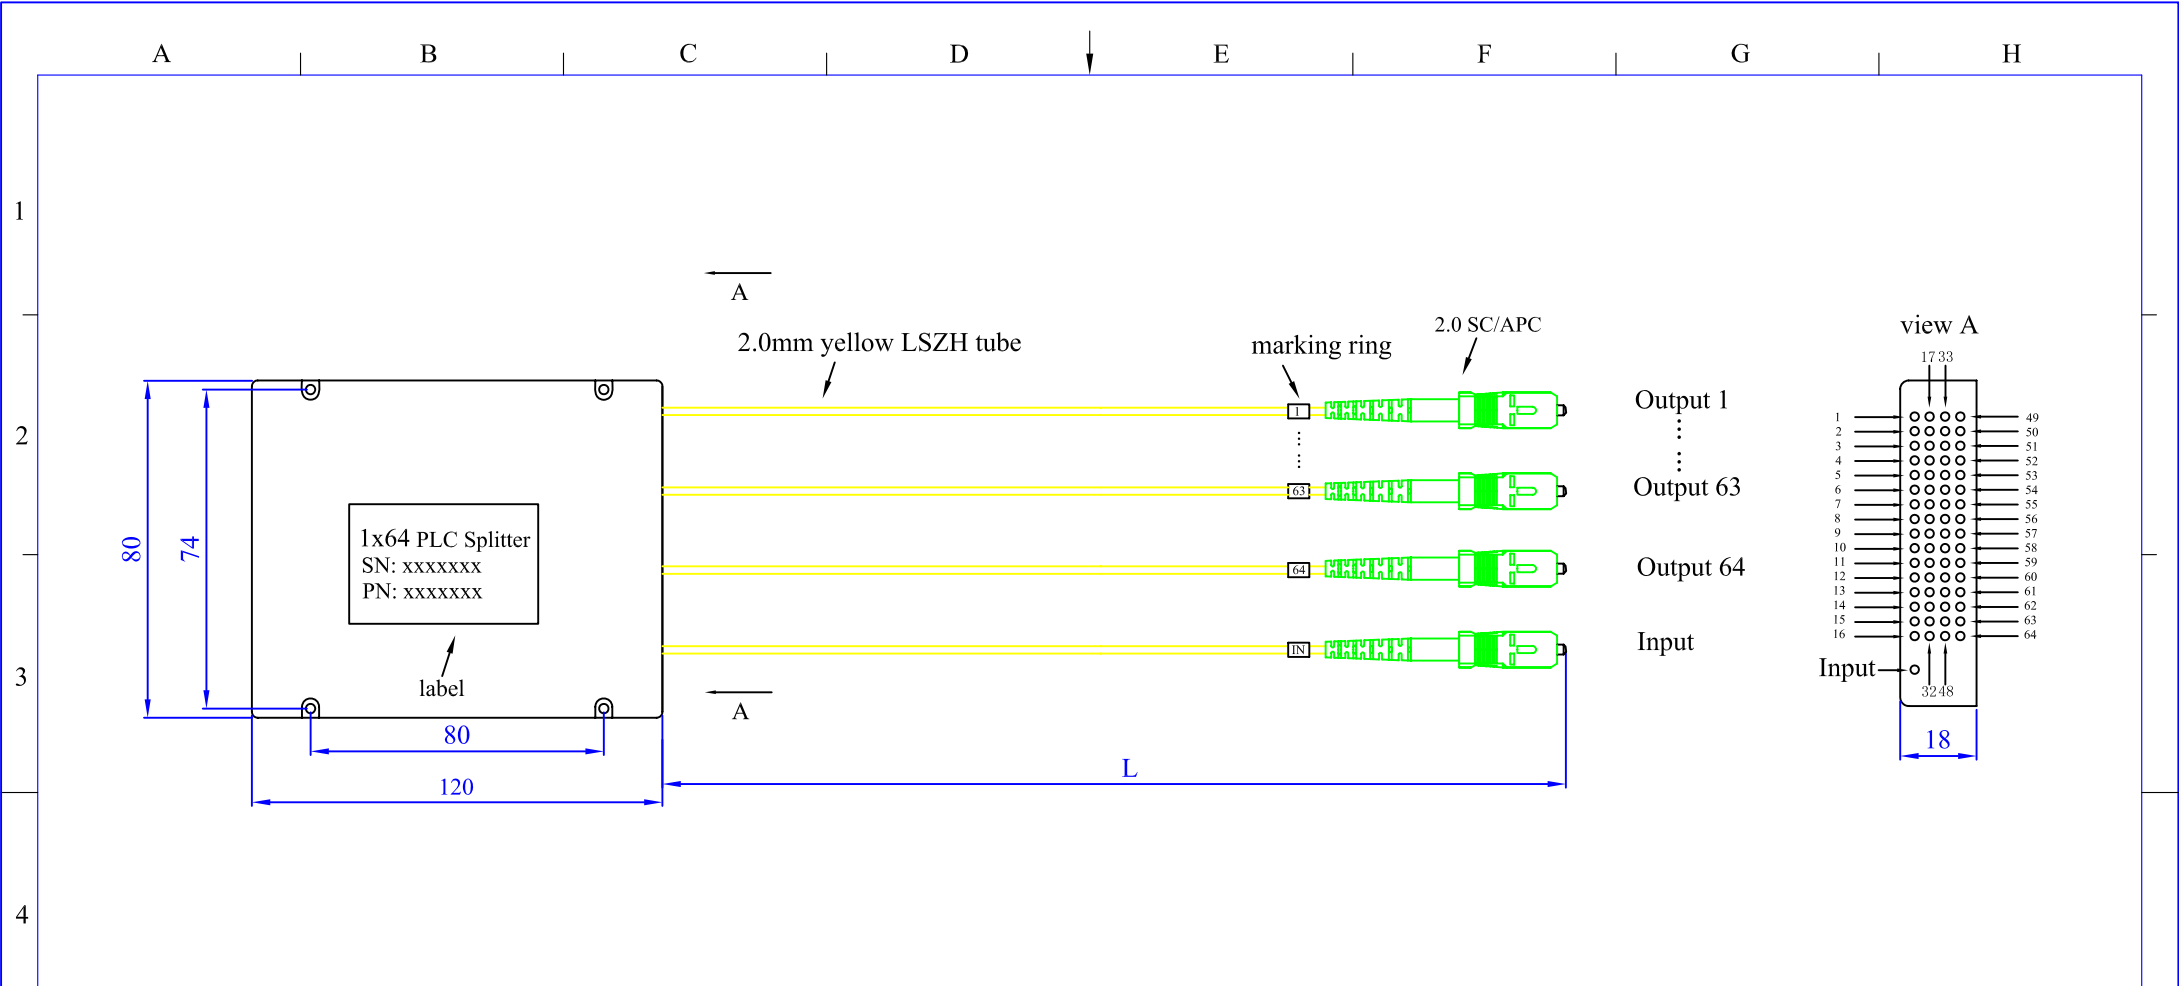 A B C D E F G H
1
2
3
4
A
2.0mm yellow LSZH tube
marking ring
2.0 SC/APC
view A
1
63
64
IN
Output 1
Output 63
Output 64
Input
80
74
1x64 PLC Splitter
SN: xxxxxxx
PN: xxxxxxx
label
A
80
120
L
17 33
1 49
2 50
3 51
4 52
5 53
6 54
7 55
8 56
9 57
10 58
11 59
12 60
13 61
14 62
15 63
16 64
Input
32 48
18